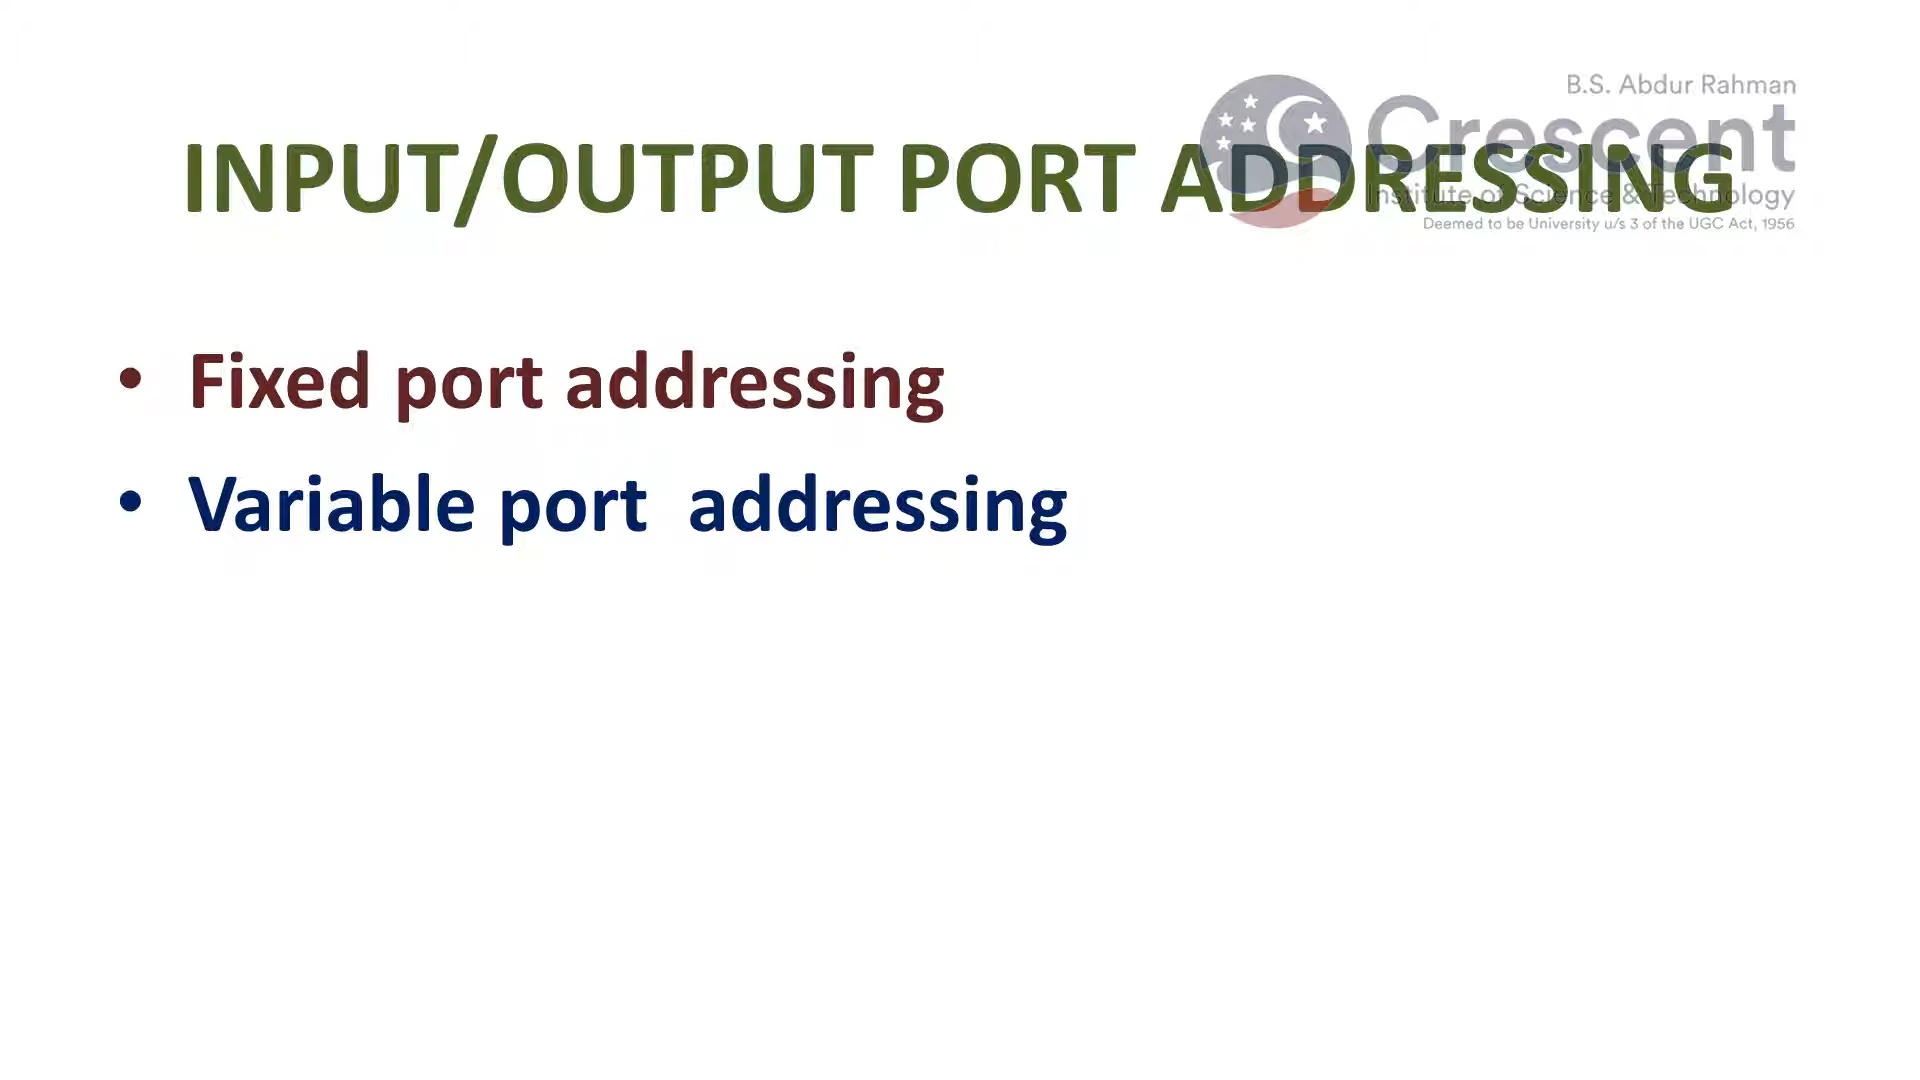 B.S. Abdur Rahman
Crescent
INPUT/OUTPUT PORT ADDRESSING
Institute of Science & Technology
Deemed to be University u/s 3 of the UGC Act, 1956
• Fixed port addressing
• Variable port addressing